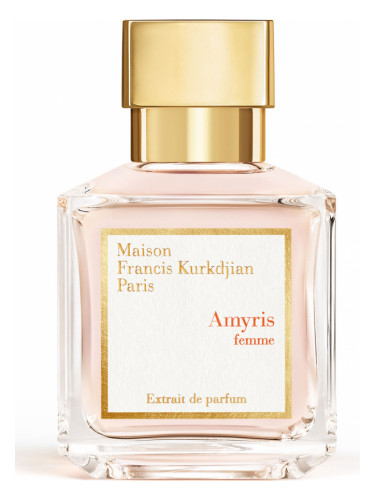 Maison
Francis Kurkdjian
Paris
Amyris
femme
Extrait de parfum